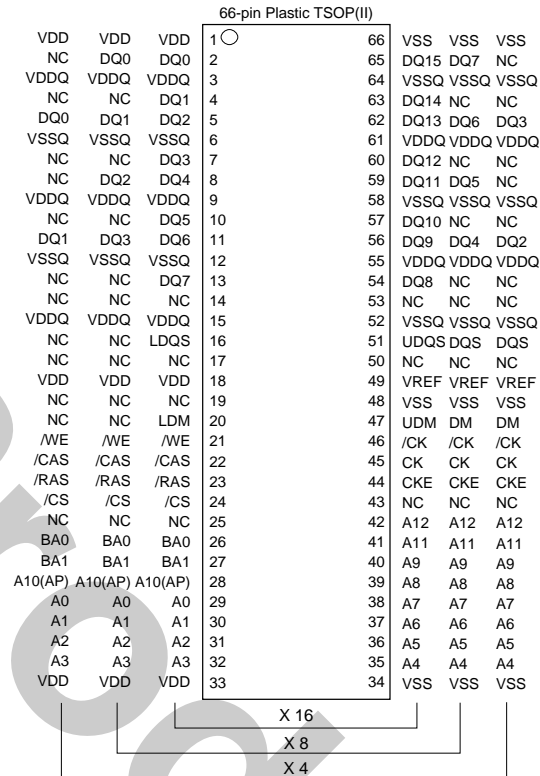 66-pin Plastic TSOP(II)
VDD VDD VDD 1 66 VSS VSS VSS
NC DQ0 DQ0 2 65 DQ15 DQ7 NC
VDDQ VDDQ VDDQ 3 64 VSSQ VSSQ VSSQ
NC NC DQ1 4 63 DQ14 NC NC
DQ0 DQ1 DQ2 5 62 DQ13 DQ6 DQ3
VSSQ VSSQ VSSQ 6 61 VDDQ VDDQ VDDQ
NC NC DQ3 7 60 DQ12 NC NC
NC DQ2 DQ4 8 59 DQ11 DQ5 NC
VDDQ VDDQ VDDQ 9 58 VSSQ VSSQ VSSQ
NC NC DQ5 10 57 DQ10 NC NC
DQ1 DQ3 DQ6 11 56 DQ9 DQ4 DQ2
VSSQ VSSQ VSSQ 12 55 VDDQ VDDQ VDDQ
NC NC DQ7 13 54 DQ8 NC NC
NC NC NC 14 53 NC NC NC
VDDQ VDDQ VDDQ 15 52 VSSQ VSSQ VSSQ
NC NC LDQS 16 51 UDQS DQS DQS
NC NC NC 17 50 NC NC NC
VDD VDD VDD 18 49 VREF VREF VREF
NC NC NC 19 48 VSS VSS VSS
NC NC LDM 20 47 UDM DM DM
/WE /WE /WE 21 46 /CK /CK /CK
/CAS /CAS /CAS 22 45 CK CK CK
/RAS /RAS /RAS 23 44 CKE CKE CKE
/CS /CS /CS 24 43 NC NC NC
NC NC NC 25 42 A12 A12 A12
BA0 BA0 BA0 26 41 A11 A11 A11
BA1 BA1 BA1 27 40 A9 A9 A9
A10(AP) A10(AP) A10(AP) 28 39 A8 A8 A8
A0 A0 A0 29 38 A7 A7 A7
A1 A1 A1 30 37 A6 A6 A6
A2 A2 A2 31 36 A5 A5 A5
A3 A3 A3 32 35 A4 A4 A4
VDD VDD VDD 33 34 VSS VSS VSS
X 16
X 8
X 4